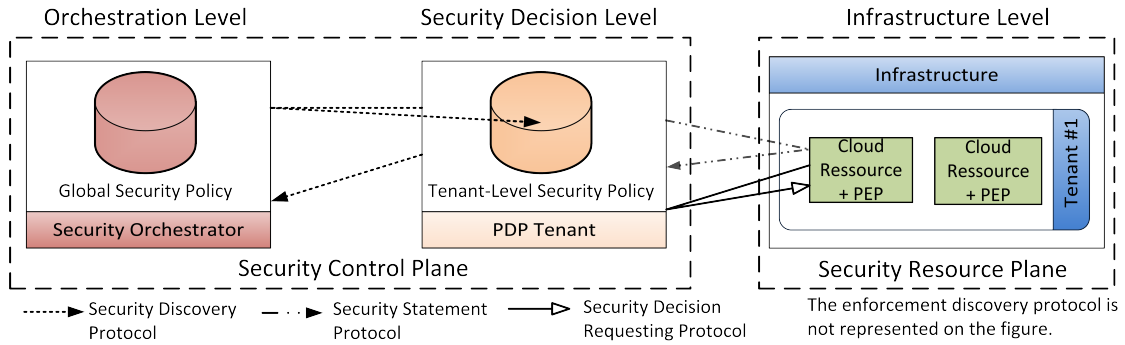 Orchestration Level
Security Decision Level
Infrastructure Level
Global Security Policy
Security Orchestrator
Tenant-Level Security Policy
PDP Tenant
Security Control Plane
Infrastructure
Cloud
Ressource
+ PEP
Cloud
Ressource
+ PEP
Tenant #1
Security Resource Plane
Security Discovery
Protocol
Security Statement
Protocol
Security Decision
Requesting Protocol
The enforcement discovery protocol is
not represented on the figure.